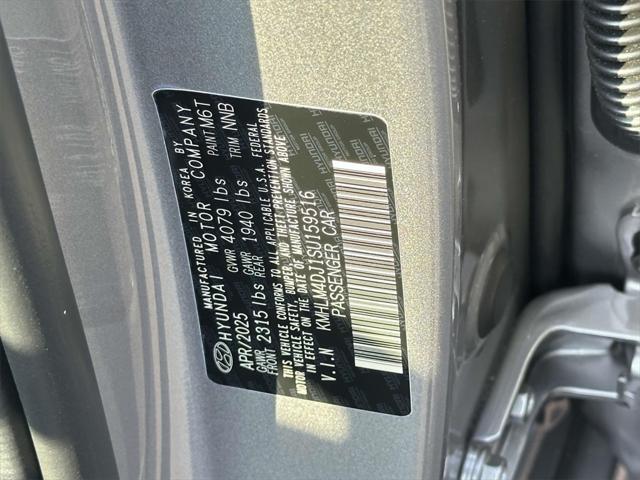 MANUFACTURED IN KOREA BY
HYUNDAI MOTOR COMPANY
APR/2025 GVWR 4079 lbs PAINT M6T
GAWR FRONT 2315 lbs GAWR REAR 1940 lbs TRIM NNB
THIS VEHICLE CONFORMS TO ALL APPLICABLE U.S.A. FEDERAL
MOTOR VEHICLE SAFETY, BUMPER, AND THEFT PREVENTION STANDARDS
IN EFFECT ON THE DATE OF MANUFACTURE SHOWN ABOVE
V.I.N KMHLM4DJ1SU159516
PASSENGER CAR
HYUNDAI